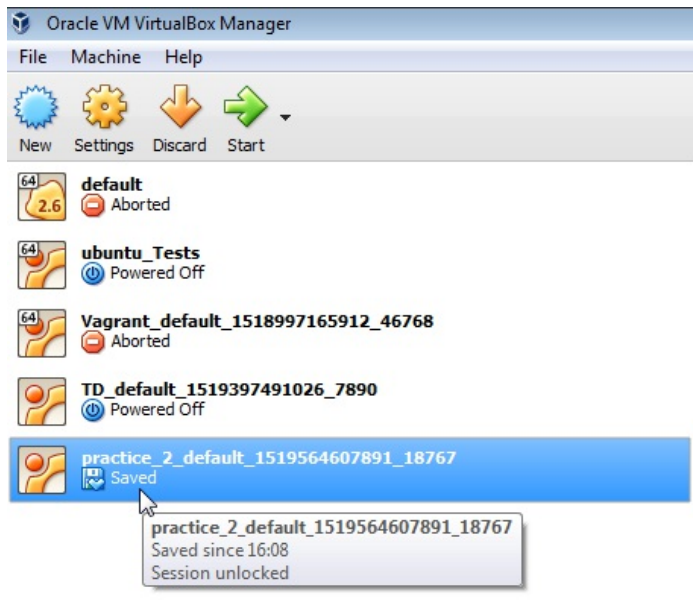 Oracle VM VirtualBox Manager
File Machine Help
New Settings Discard Start
64 default
2.6 Aborted
64 ubuntu_Tests
Powered Off
64 Vagrant_default_1518997165912_46768
Aborted
TD_default_1519397491026_7890
Powered Off
practice_2_default_1519564607891_18767
Saved
practice_2_default_1519564607891_18767
Saved since 16:08
Session unlocked